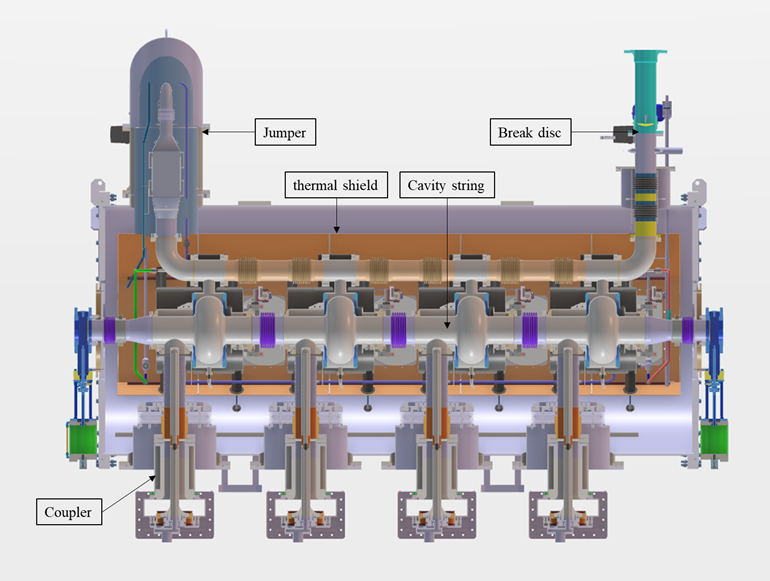 Jumper
Break disc
thermal shield
Cavity string
Coupler